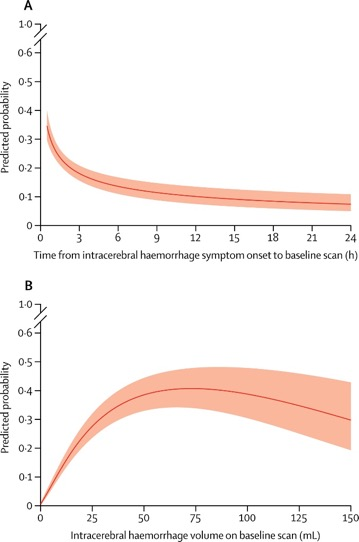 A
1·0
0·6
0·5
0·4
0·3
0·2
0·1
0
Predicted probability
0 3 6 9 12 15 18 21 24
Time from intracerebral haemorrhage symptom onset to baseline scan (h)
B
1·0
0·6
0·5
0·4
0·3
0·2
0·1
0
Predicted probability
0 25 50 75 100 125 150
Intracerebral haemorrhage volume on baseline scan (mL)